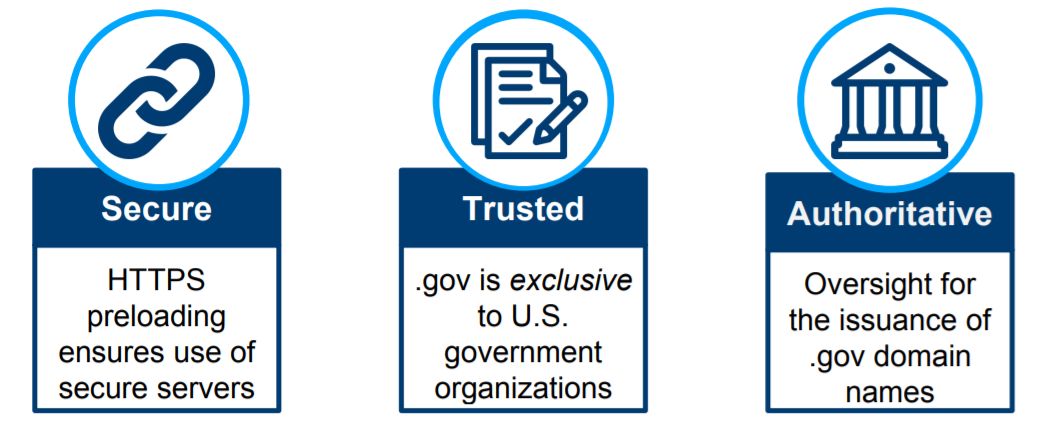 Secure
HTTPS
preloading
ensures use of
secure servers
Trusted
.gov is exclusive
to U.S.
government
organizations
Authoritative
Oversight for
the issuance of
.gov domain
names